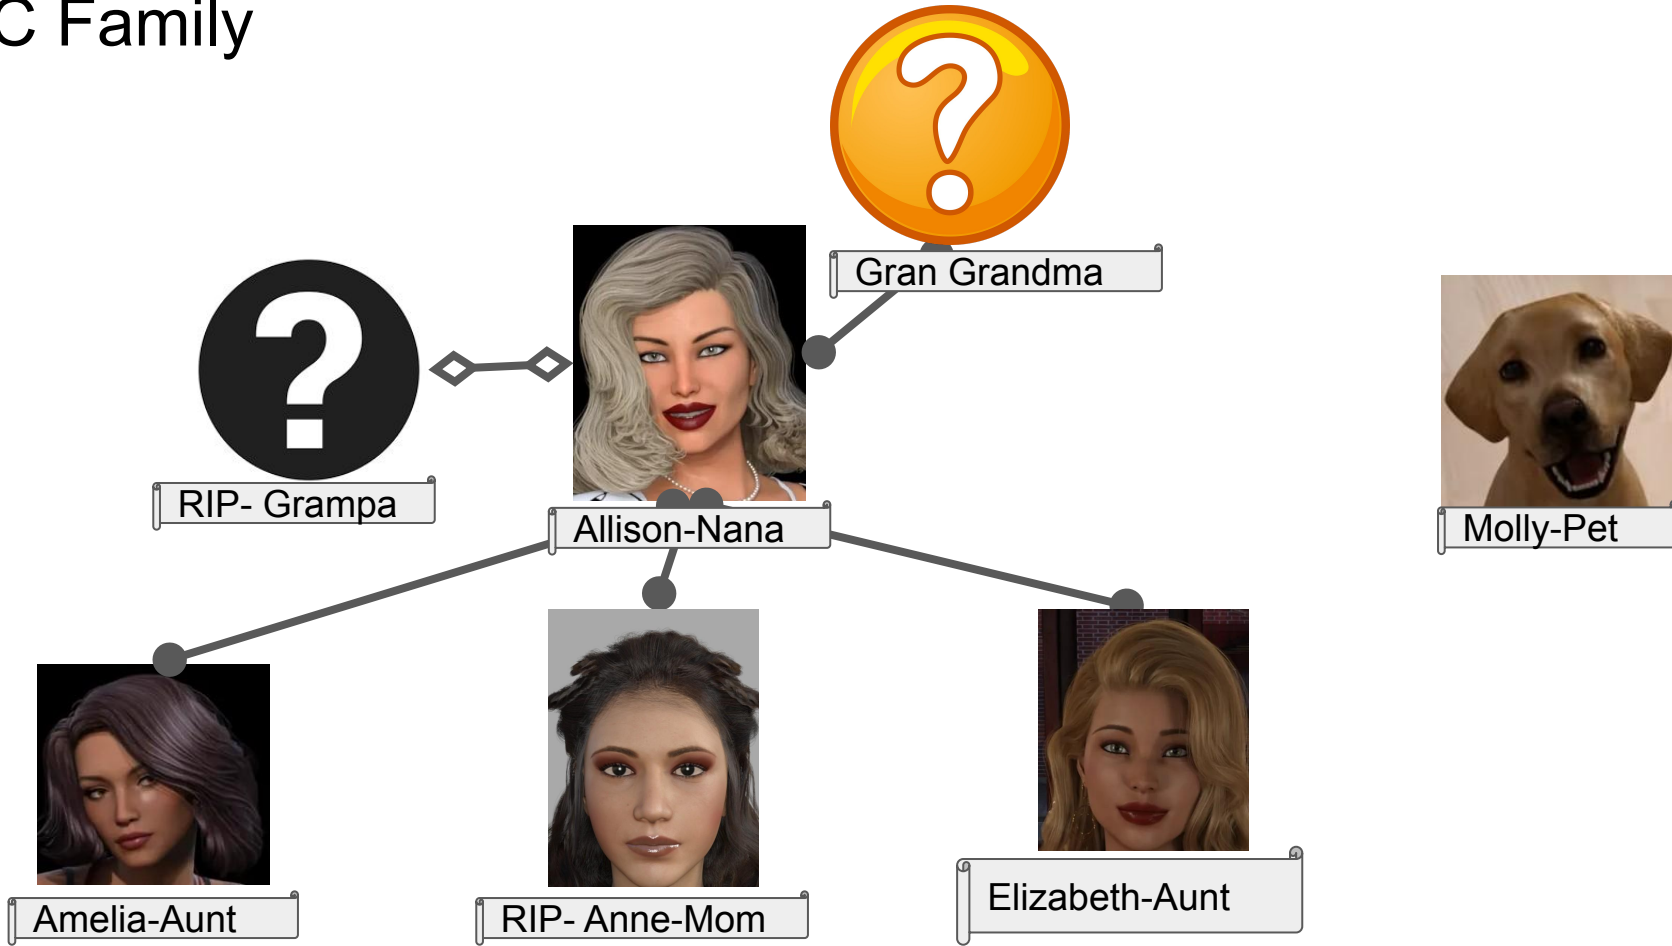 C Family
?
Gran Grandma
?
RIP- Grampa
Allison-Nana
Molly-Pet
Amelia-Aunt
RIP- Anne-Mom
Elizabeth-Aunt